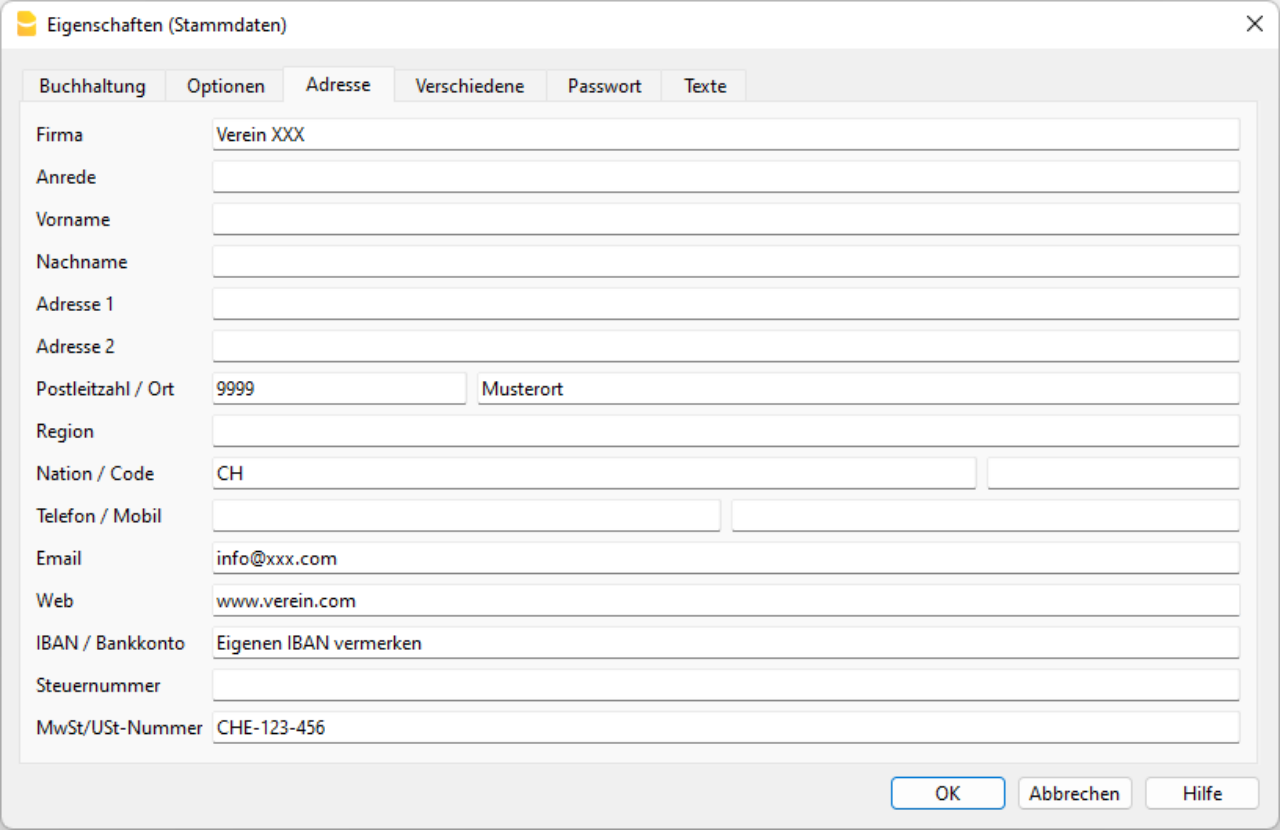 Eigenschaften (Stammdaten)
Buchhaltung Optionen Adresse Verschiedene Passwort Texte
Firma Verein XXX
Anrede
Vorname
Nachname
Adresse 1
Adresse 2
Postleitzahl / Ort 9999 Musterort
Region
Nation / Code CH
Telefon / Mobil
Email info@xxx.com
Web www.verein.com
IBAN / Bankkonto Eigenen IBAN vermerken
Steuernummer
MwSt/USt-Nummer CHE-123-456
OK Abbrechen Hilfe